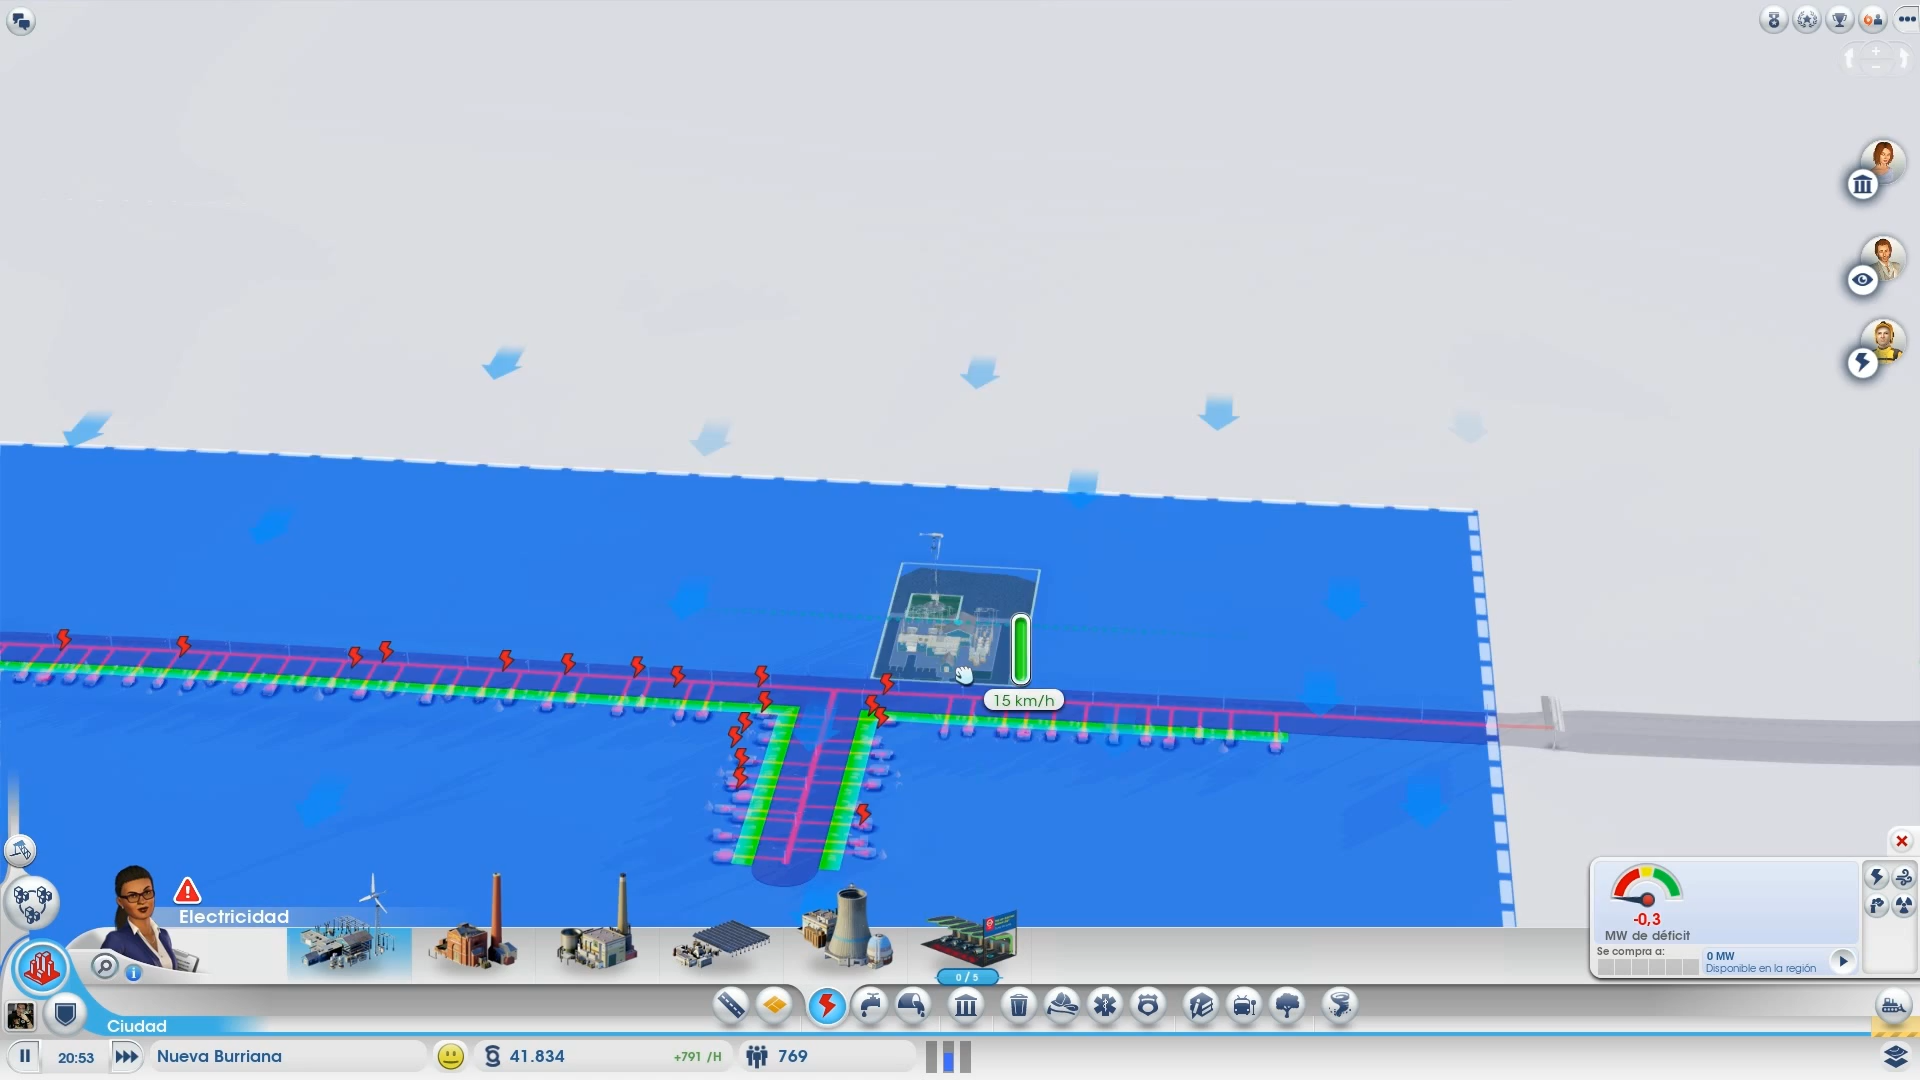 15 km/h
Electricidad
0 / 5
-0,3
MW de déficit
Se compra a:
0 MW
Disponible en la región
Ciudad
20:53
Nueva Burriana
41.834
+791 /H
769